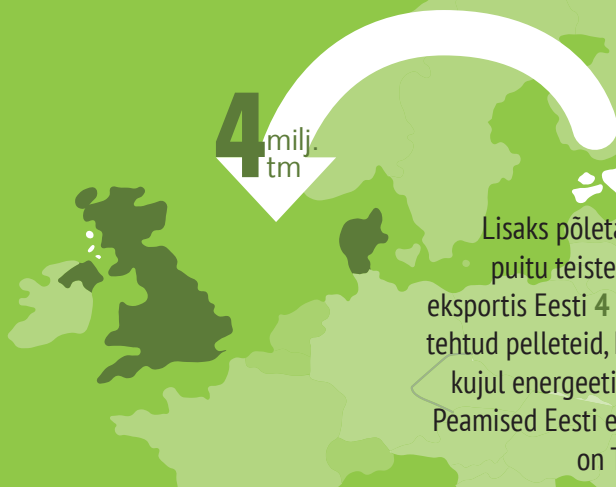 4 milj.
tm
Lisaks põleta
puitu teiste
eksportis Eesti 4
tehtud pelleteid,
kujul energeeti
Peamised Eesti e
on T